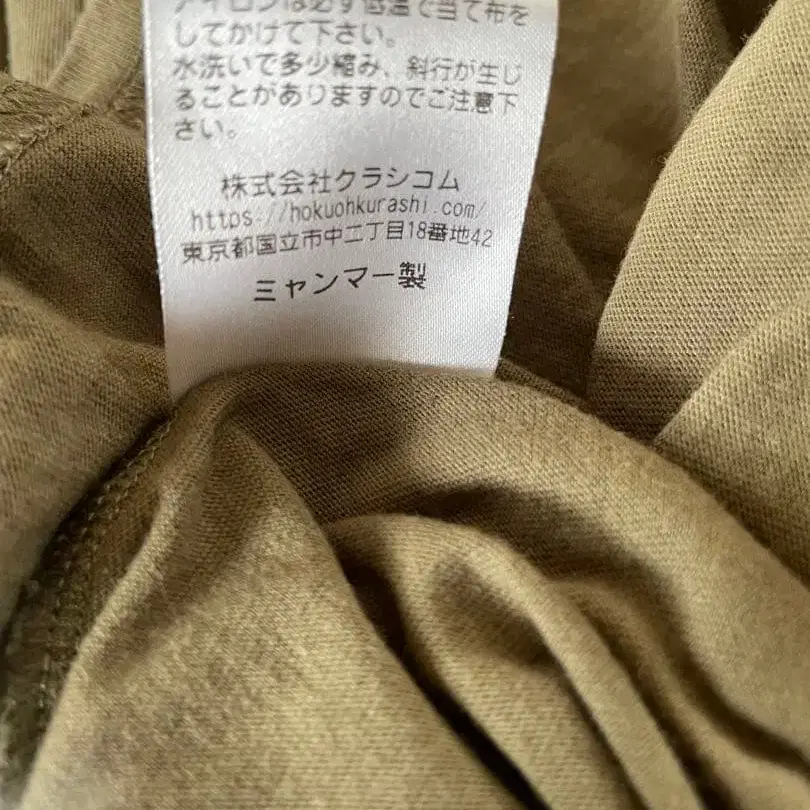 アイロンは必ず低温で当て布を
してかけて下さい。
水洗いで多少縮み、斜行が生じ
ることがありますのでご注意下
さい。
株式会社クラシコム
https://hokuohkurashi.com/
東京都国立市中二丁目18番地42
ミャンマー製